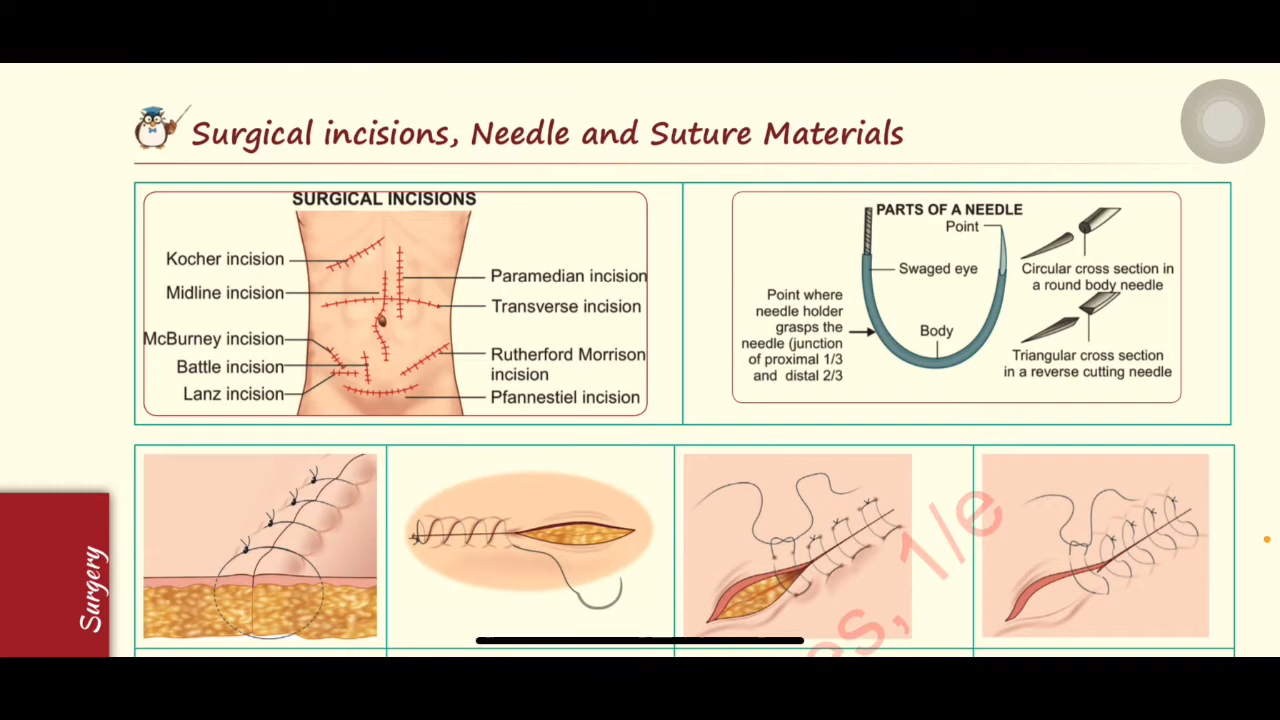 Surgical incisions, Needle and Suture Materials
SURGICAL INCISIONS
Kocher incision
Midline incision
McBurney incision
Battle incision
Lanz incision
Paramedian incision
Transverse incision
Rutherford Morrison
incision
Pfannestiel incision
PARTS OF A NEEDLE
Point
Swaged eye
Point where
needle holder
grasps the
needle (junction
of proximal 1/3
and distal 2/3
Body
Circular cross section in
a round body needle
Triangular cross section
in a reverse cutting needle
Surgery
es, 1/e